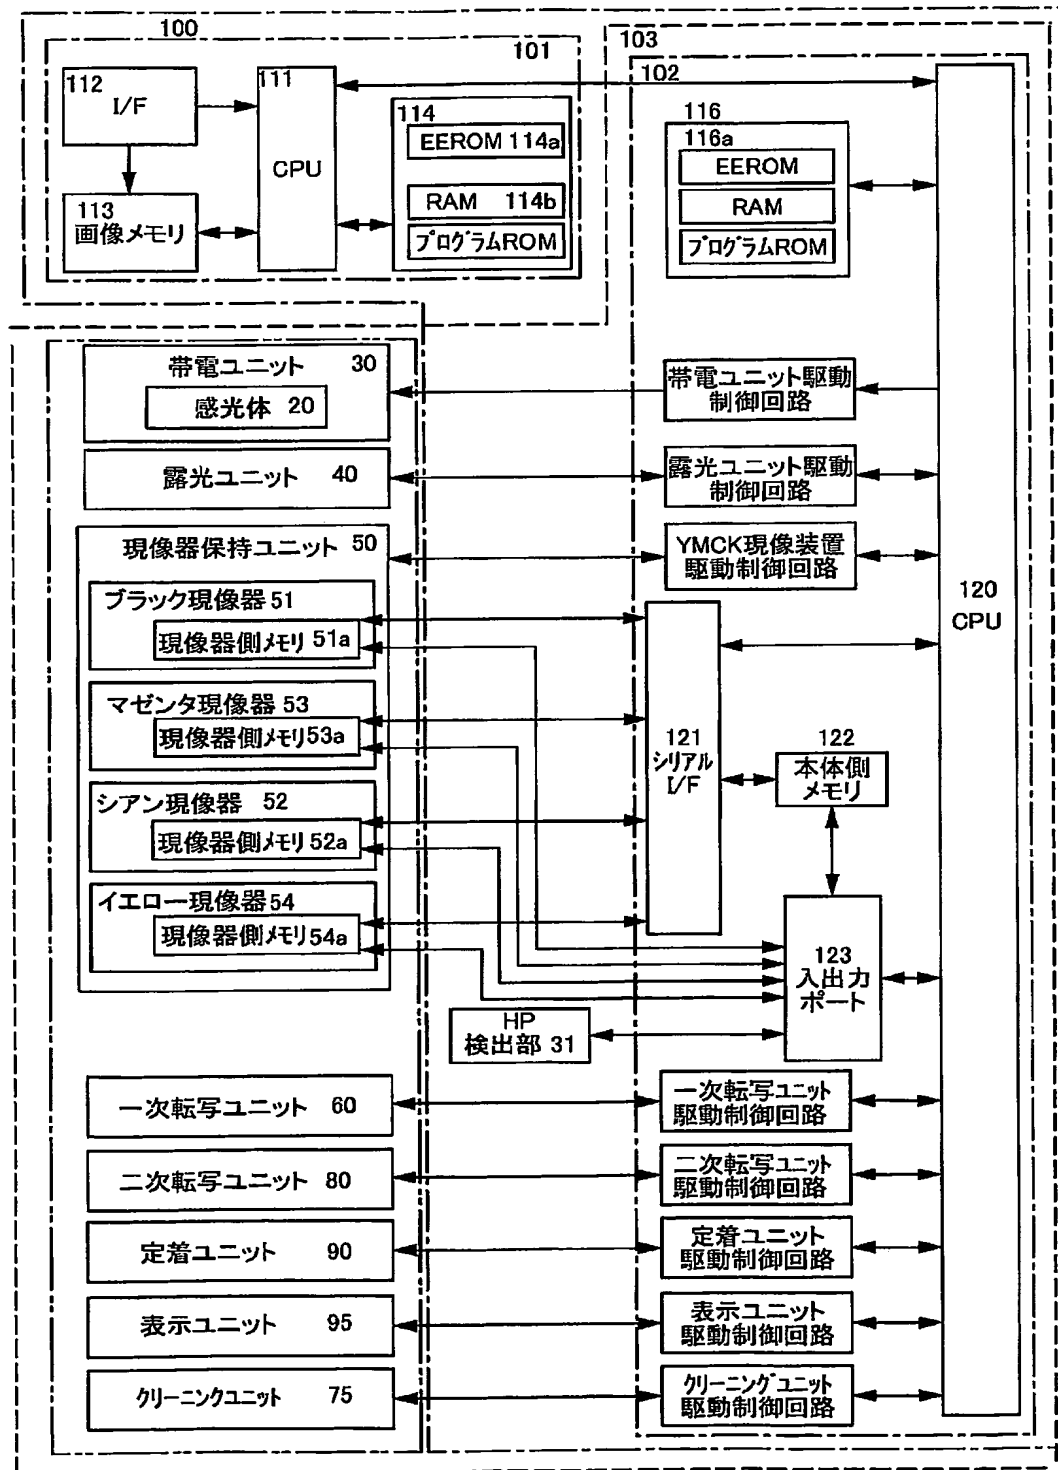 100
101
103
102
112
I/F
111
CPU
114
EEROM 114a
RAM 114b
プログラムROM
113
画像メモリ
116
116a
EEROM
RAM
プログラムROM
帯電ユニット 30
感光体 20
帯電ユニット駆動
制御回路
露光ユニット 40
露光ユニット駆動
制御回路
現像器保持ユニット 50
YMCK現像装置
駆動制御回路
120
CPU
ブラック現像器 51
現像器側メモリ 51a
マゼンタ現像器 53
現像器側メモリ 53a
シアン現像器 52
現像器側メモリ 52a
イエロー現像器 54
現像器側メモリ 54a
121
シリアル
I/F
122
本体側
メモリ
123
入出力
ポート
HP
検出部 31
一次転写ユニット 60
一次転写ユニット
駆動制御回路
二次転写ユニット 80
二次転写ユニット
駆動制御回路
定着ユニット 90
定着ユニット
駆動制御回路
表示ユニット 95
表示ユニット
駆動制御回路
クリーニングユニット 75
クリーニングユニット
駆動制御回路